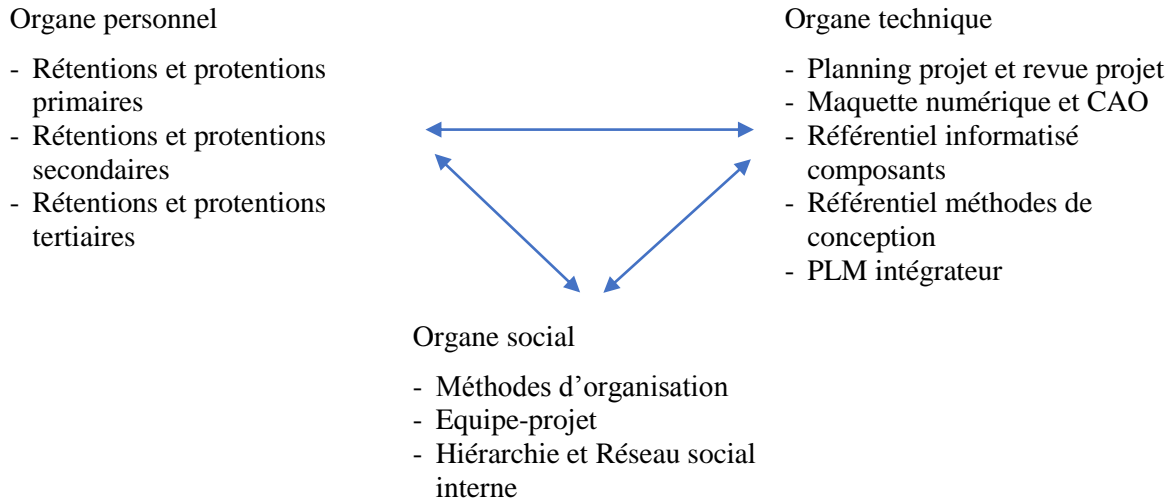 Organe personnel
- Rétentions et protentions
primaires
- Rétentions et protentions
secondaires
- Rétentions et protentions
tertiaires
Organe technique
- Planning projet et revue projet
- Maquette numérique et CAO
- Référentiel informatisé
composants
- Référentiel méthodes de
conception
- PLM intégrateur
Organe social
- Méthodes d’organisation
- Equipe-projet
- Hiérarchie et Réseau social
interne